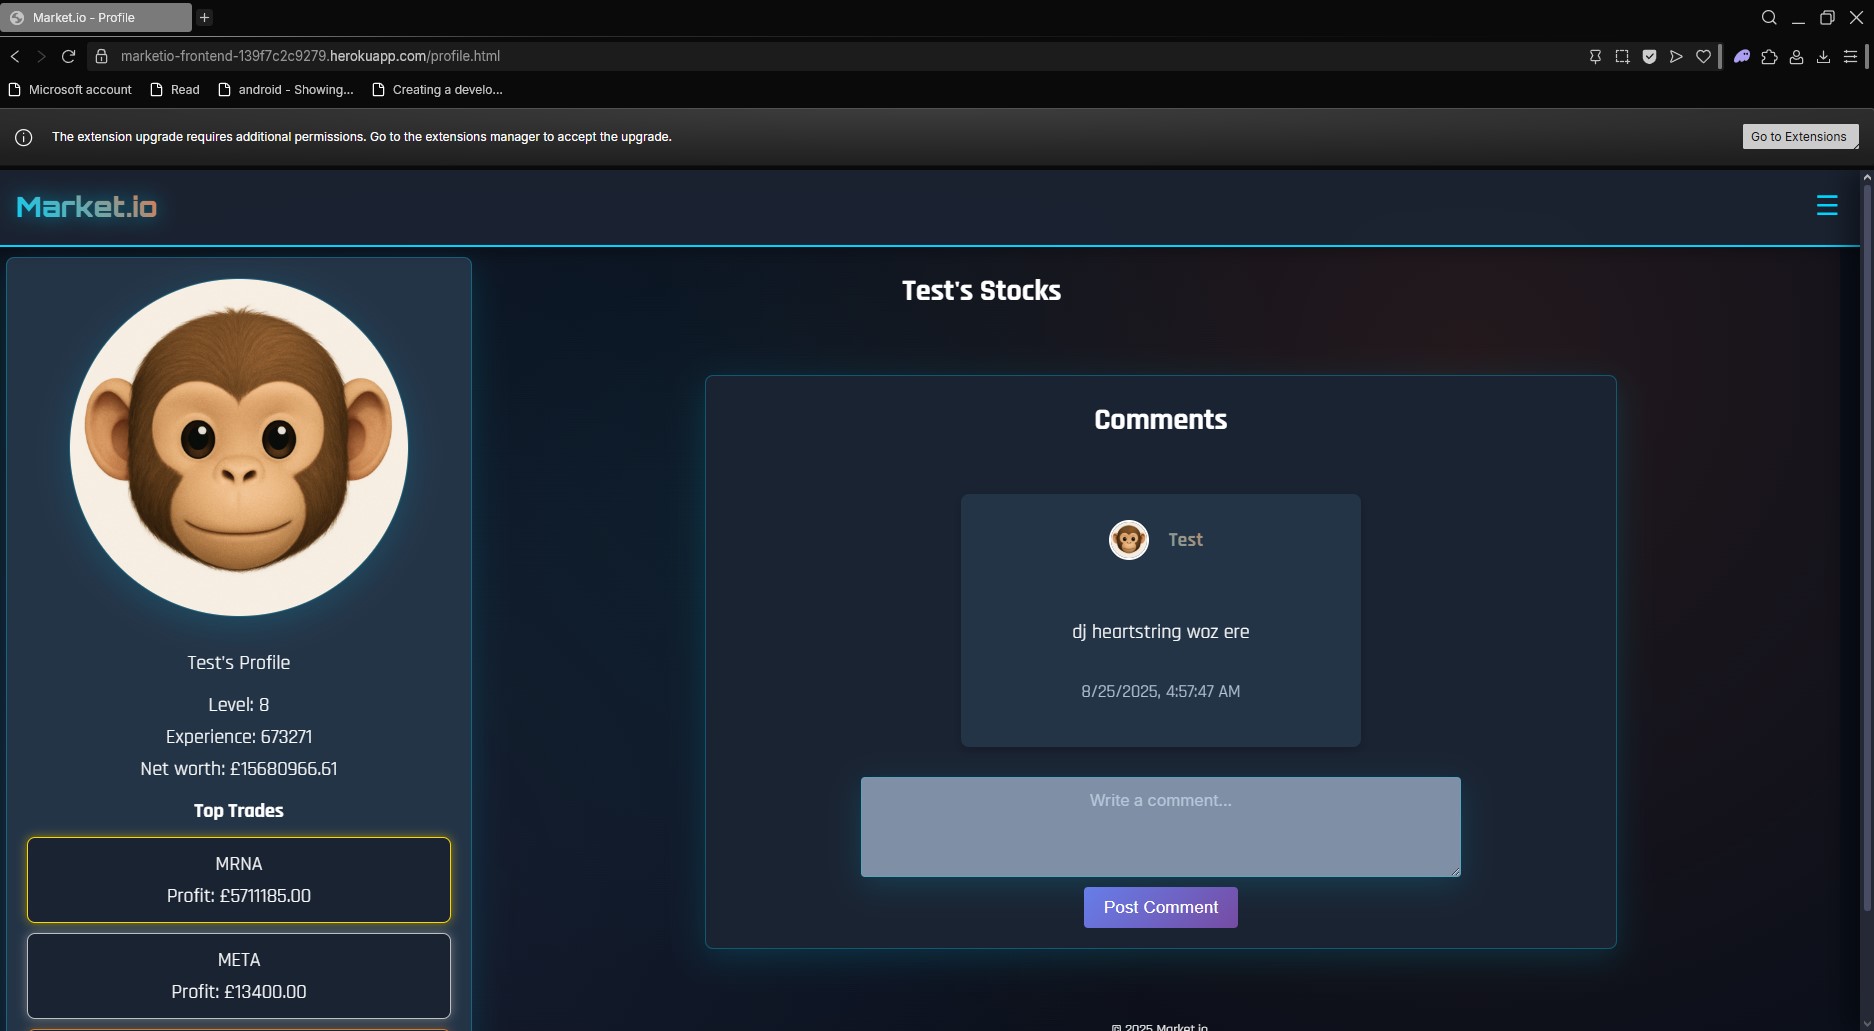 Market.io - Profile
marketio-frontend-139f7c2c9279.herokuapp.com/profile.html
Microsoft account
Read
android - Showing...
Creating a develo...
The extension upgrade requires additional permissions. Go to the extensions manager to accept the upgrade.
Go to Extensions
Market.io
Test's Profile
Level: 8
Experience: 673271
Net worth: £15680966.61
Top Trades
MRNA
Profit: £5711185.00
META
Profit: £13400.00
Test's Stocks
Comments
Test
dj heartstring woz ere
8/25/2025, 4:57:47 AM
Write a comment...
Post Comment
© 2025 Market.io